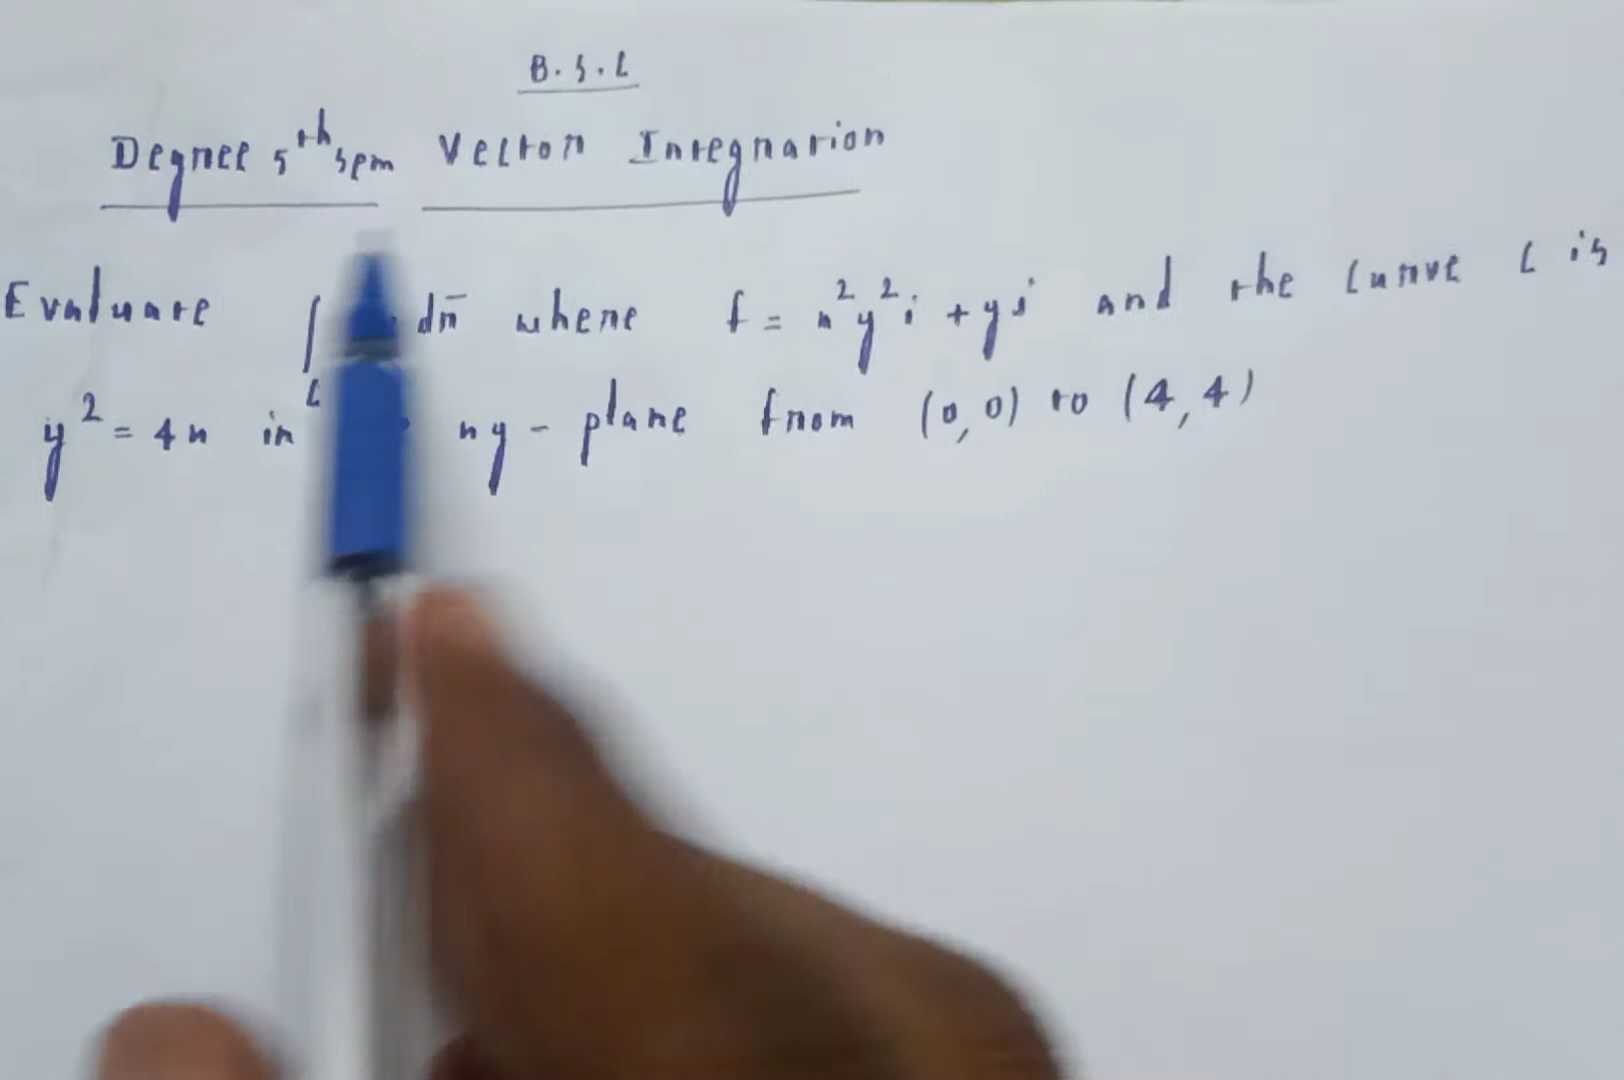 B.S.C
Degree 5th sem Vector Integration
Evaluate ∫ dr̄ where f = x²y²i + yj and the curve C is
C
y² = 4x in xy-plane from (0,0) to (4,4)